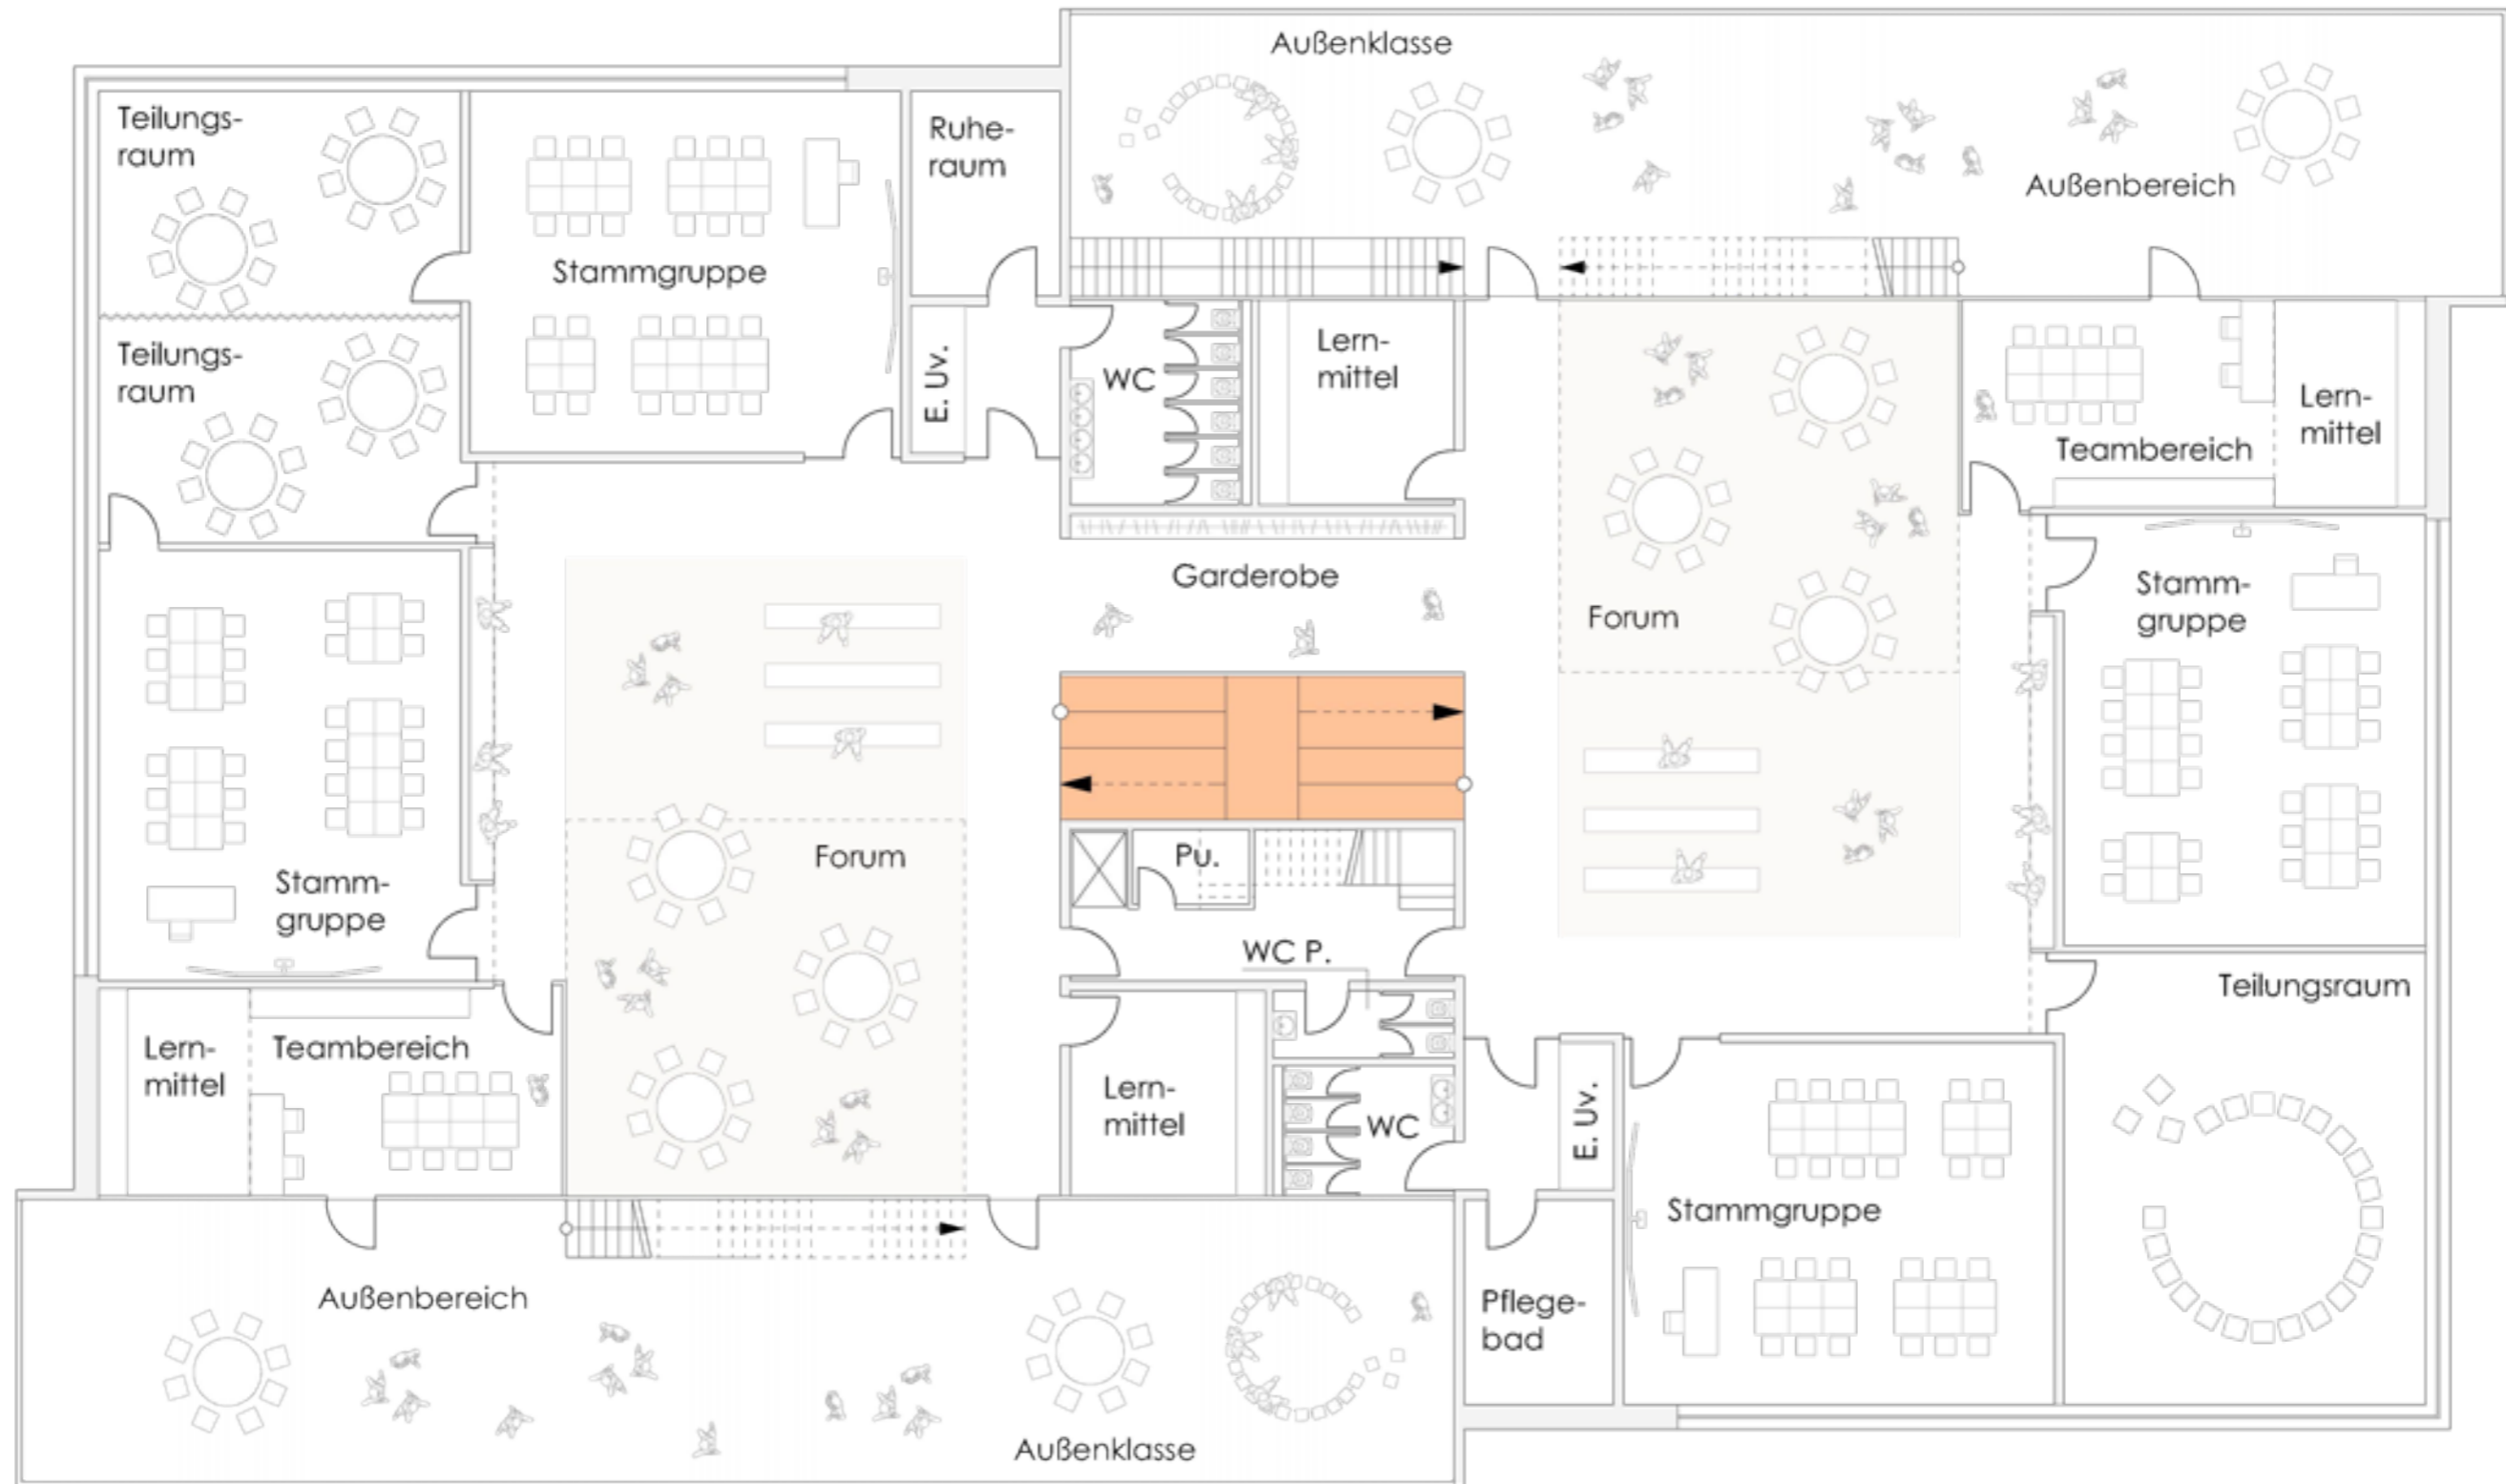 Außenklasse
Teilungs-
raum
Ruhe-
raum
Außenbereich
Stammgruppe
Teilungs-
raum
E. Uv.
WC
Lern-
mittel
Lern-
mittel
Teambereich
Garderobe
Forum
Stamm-
gruppe
Forum
Pu.
Stamm-
gruppe
WC P.
Teilungsraum
Lern-
mittel
Teambereich
Lern-
mittel
WC
E. Uv.
Stammgruppe
Außenbereich
Pflege-
bad
Außenklasse